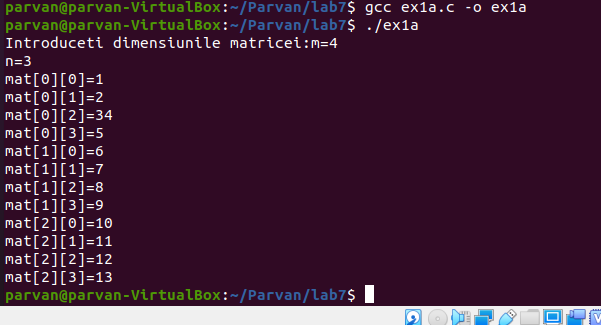 parvan@parvan-VirtualBox:~/Parvan/lab7$ gcc ex1a.c -o ex1a
parvan@parvan-VirtualBox:~/Parvan/lab7$ ./ex1a
Introduceti dimensiunile matricei:m=4
n=3
mat[0][0]=1
mat[0][1]=2
mat[0][2]=34
mat[0][3]=5
mat[1][0]=6
mat[1][1]=7
mat[1][2]=8
mat[1][3]=9
mat[2][0]=10
mat[2][1]=11
mat[2][2]=12
mat[2][3]=13
parvan@parvan-VirtualBox:~/Parvan/lab7$